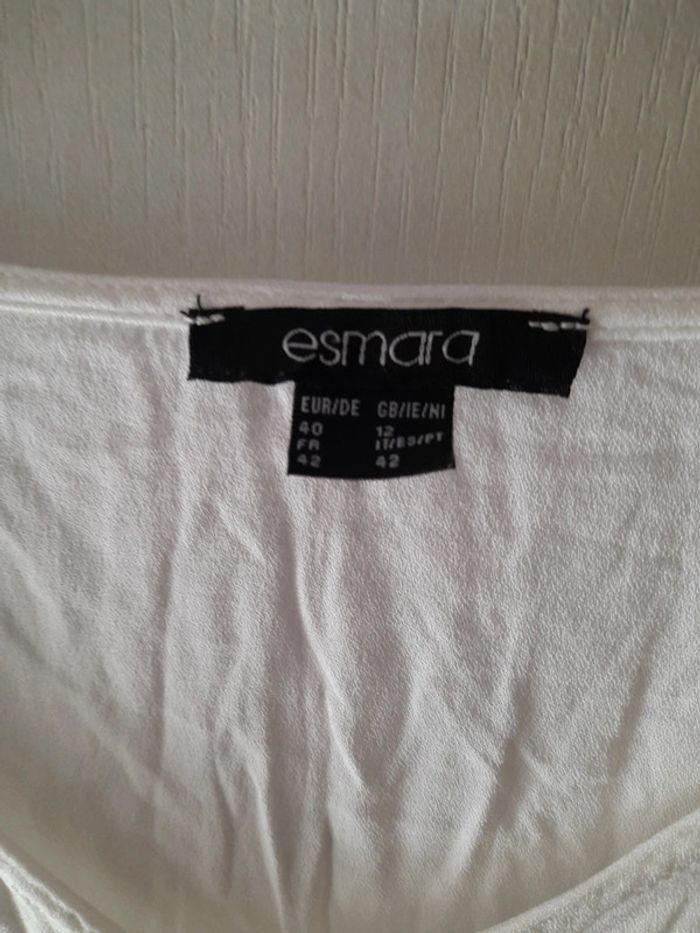 esmara
EUR/DE GB/IE/NI
40 12
FR IT/ES/PT
42 42